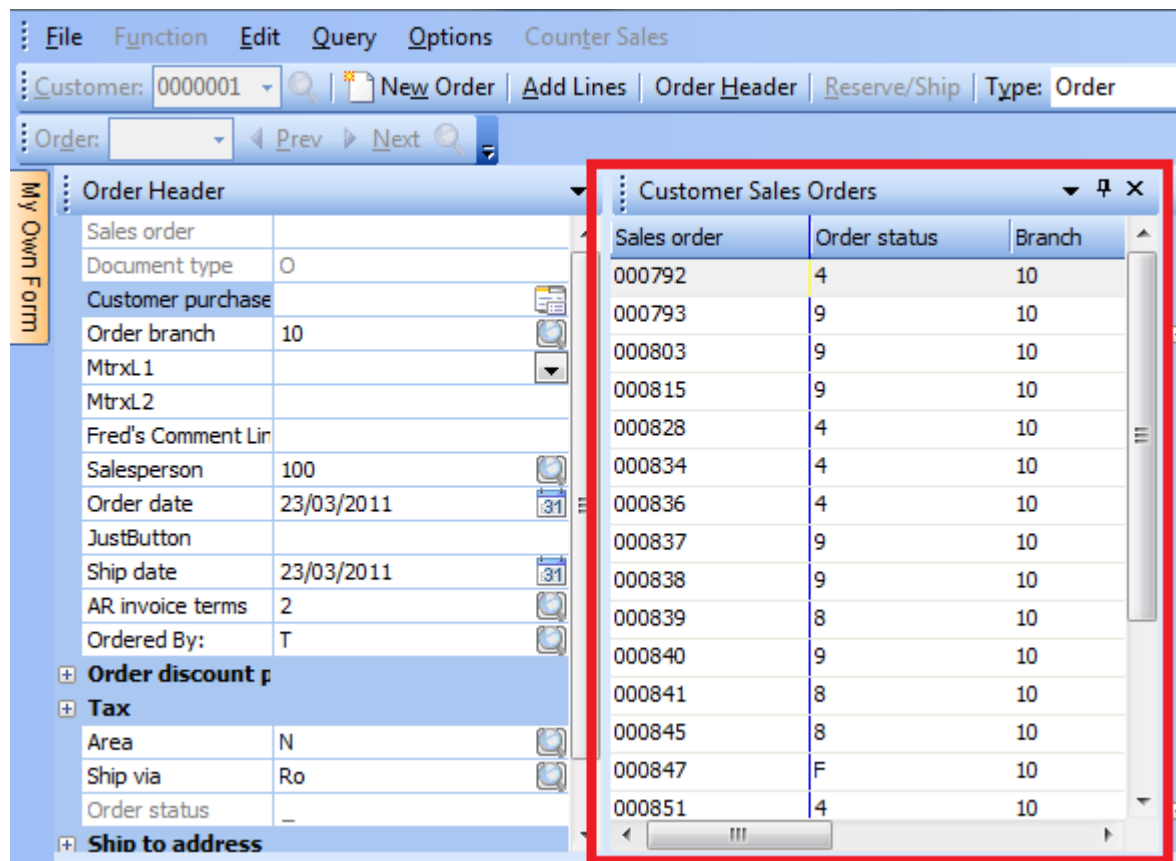 File Function Edit Query Options Counter Sales
Customer: 0000001 New Order Add Lines Order Header Reserve/Ship Type: Order
Order: Prev Next
My Own Form
Order Header
Sales order
Document type O
Customer purchase
Order branch 10
MtrxL1
MtrxL2
Fred's Comment Lin
Salesperson 100
Order date 23/03/2011 31
JustButton
Ship date 23/03/2011 31
AR invoice terms 2
Ordered By: T
Order discount p
Tax
Area N
Ship via Ro
Order status _
Ship to address
Customer Sales Orders
Sales order Order status Branch
000792 4 10
000793 9 10
000803 9 10
000815 9 10
000828 4 10
000834 4 10
000836 4 10
000837 9 10
000838 9 10
000839 8 10
000840 9 10
000841 8 10
000845 8 10
000847 F 10
000851 4 10